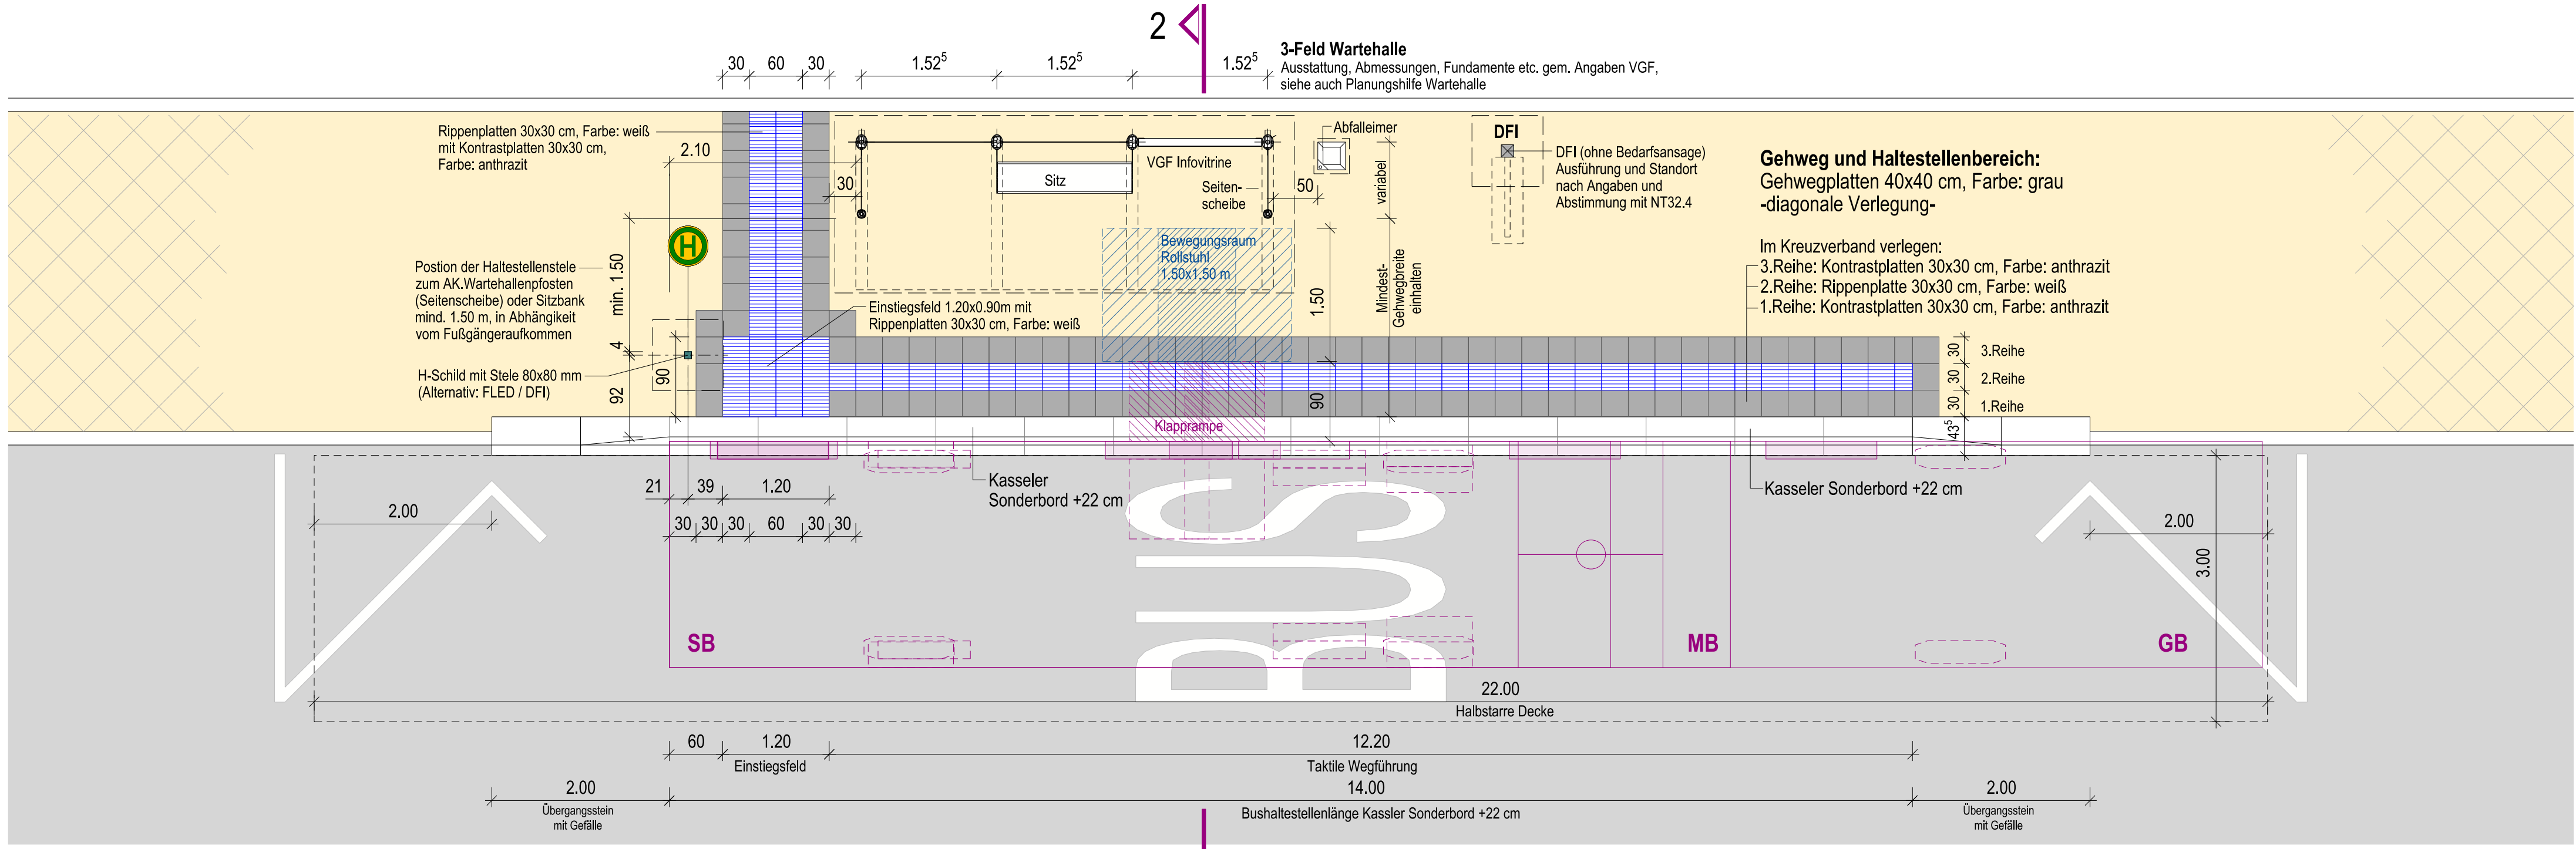 2
3-Feld Wartehalle
Ausstattung, Abmessungen, Fundamente etc. gem. Angaben VGF,
siehe auch Planungshilfe Wartehalle
30 60 30 1.52⁵ 1.52⁵ 1.52⁵
Rippenplatten 30x30 cm, Farbe: weiß
mit Kontrastplatten 30x30 cm,
Farbe: anthrazit
2.10
30
VGF Infovitrine
Sitz
Seiten-
scheibe
50
Abfalleimer
variabel
DFI
DFI (ohne Bedarfsansage)
Ausführung und Standort
nach Angaben und
Abstimmung mit NT32.4
Gehweg und Haltestellenbereich:
Gehwegplatten 40x40 cm, Farbe: grau
-diagonale Verlegung-
Im Kreuzverband verlegen:
3.Reihe: Kontrastplatten 30x30 cm, Farbe: anthrazit
2.Reihe: Rippenplatte 30x30 cm, Farbe: weiß
1.Reihe: Kontrastplatten 30x30 cm, Farbe: anthrazit
H
Bewegungsraum
Rollstuhl
1.50x1.50 m
1.50
Mindest-
Gehwegbreite
einhalten
Postion der Haltestellenstele
zum AK.Wartehallenpfosten
(Seitenscheibe) oder Sitzbank
mind. 1.50 m, in Abhängikeit
vom Fußgängeraufkommen
min. 1.50
4
92
90
Einstiegsfeld 1.20x0.90m mit
Rippenplatten 30x30 cm, Farbe: weiß
H-Schild mit Stele 80x80 mm
(Alternativ: FLED / DFI)
90
Klapprampe
30 3.Reihe
30 2.Reihe
30 1.Reihe
43⁵
21 39 1.20
30 30 30 60 30 30
Kasseler
Sonderbord +22 cm
Kasseler Sonderbord +22 cm
2.00
2.00
3.00
BUS
SB
MB
GB
22.00
Halbstarre Decke
60 1.20 12.20
Einstiegsfeld
Taktile Wegführung
2.00 14.00 2.00
Übergangsstein
mit Gefälle
Bushaltestellenlänge Kassler Sonderbord +22 cm
Übergangsstein
mit Gefälle